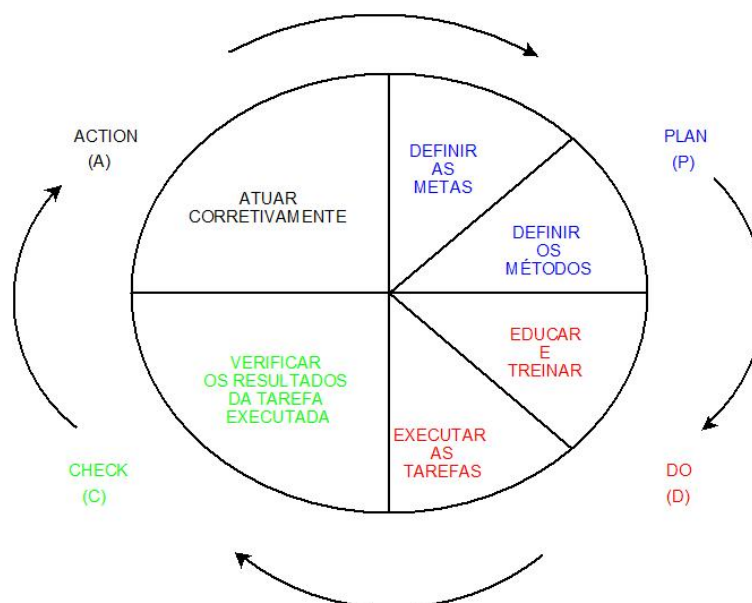 ACTION
(A)
PLAN
(P)
DEFINIR
AS
METAS
ATUAR
CORRETIVAMENTE
DEFINIR
OS
MÉTODOS
EDUCAR
E
TREINAR
VERIFICAR
OS RESULTADOS
DA TAREFA
EXECUTADA
EXECUTAR
AS
TAREFAS
CHECK
(C)
DO
(D)